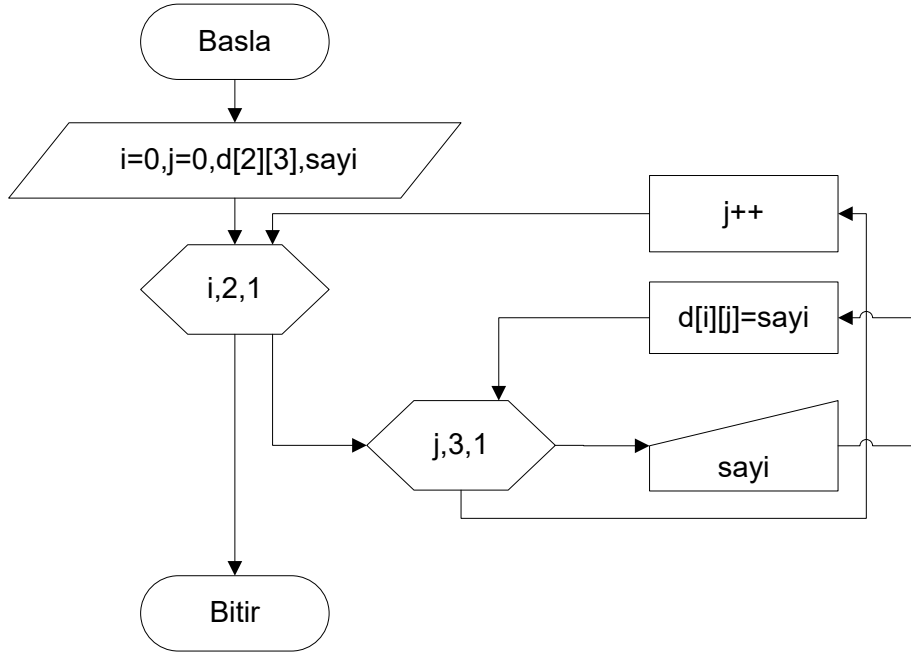 Basla
i=0,j=0,d[2][3],sayi
j++
i,2,1
d[i][j]=sayi
j,3,1
sayi
Bitir